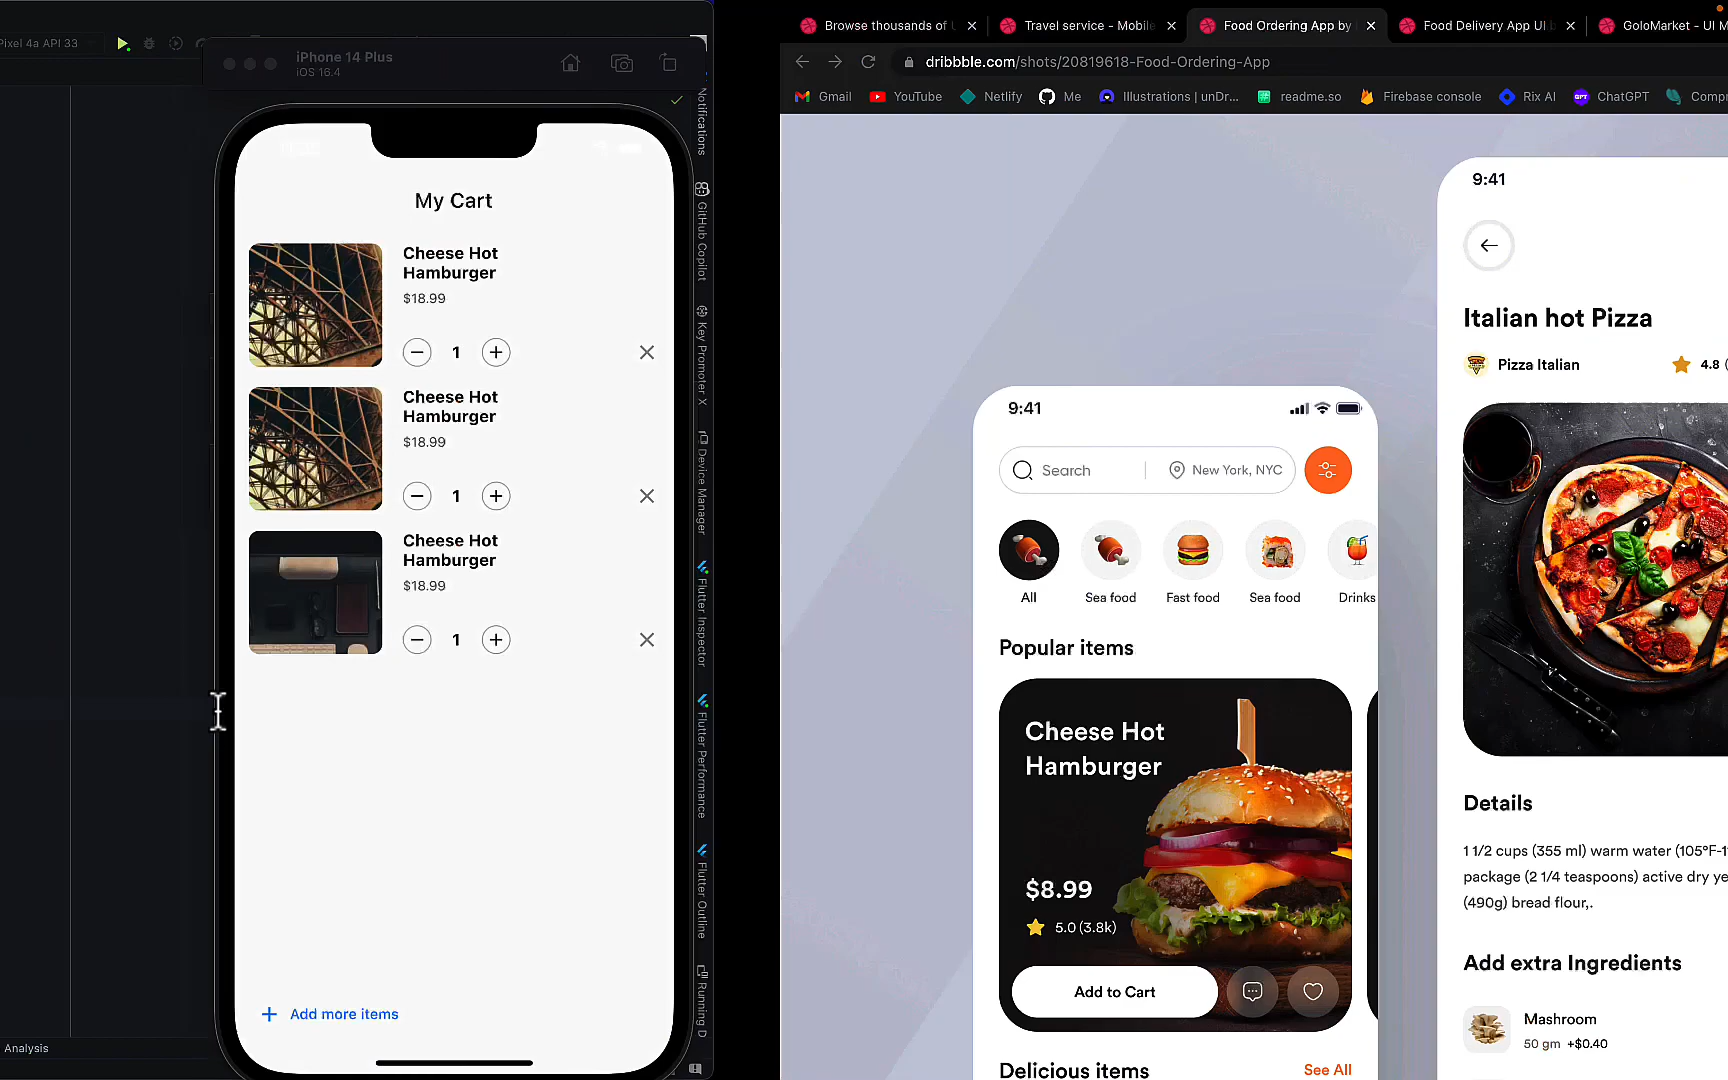 Pixel 4a API 33
iPhone 14 Plus
iOS 16.4
My Cart
Cheese Hot
Hamburger
$18.99
1
Cheese Hot
Hamburger
$18.99
1
Cheese Hot
Hamburger
$18.99
1
Add more items
Analysis
Notifications
GitHub Copilot
Key Promoter X
Device Manager
Flutter Inspector
Flutter Performance
Flutter Outline
Running D
Browse thousands of
Travel service - Mobile
Food Ordering App by
Food Delivery App UI
GoloMarket - UI
dribbble.com/shots/20819618-Food-Ordering-App
Gmail YouTube Netlify Me Illustrations | unDr... readme.so Firebase console Rix AI ChatGPT Comp
9:41
Search New York, NYC
All Sea food Fast food Sea food Drinks
Popular items
Cheese Hot
Hamburger
$8.99
5.0 (3.8k)
Add to Cart
Delicious items See All
9:41
Italian hot Pizza
Pizza Italian 4.8
Details
1 1/2 cups (355 ml) warm water (105°F-1
package (2 1/4 teaspoons) active dry ye
(490g) bread flour,.
Add extra Ingredients
Mashroom
50 gm +$0.40